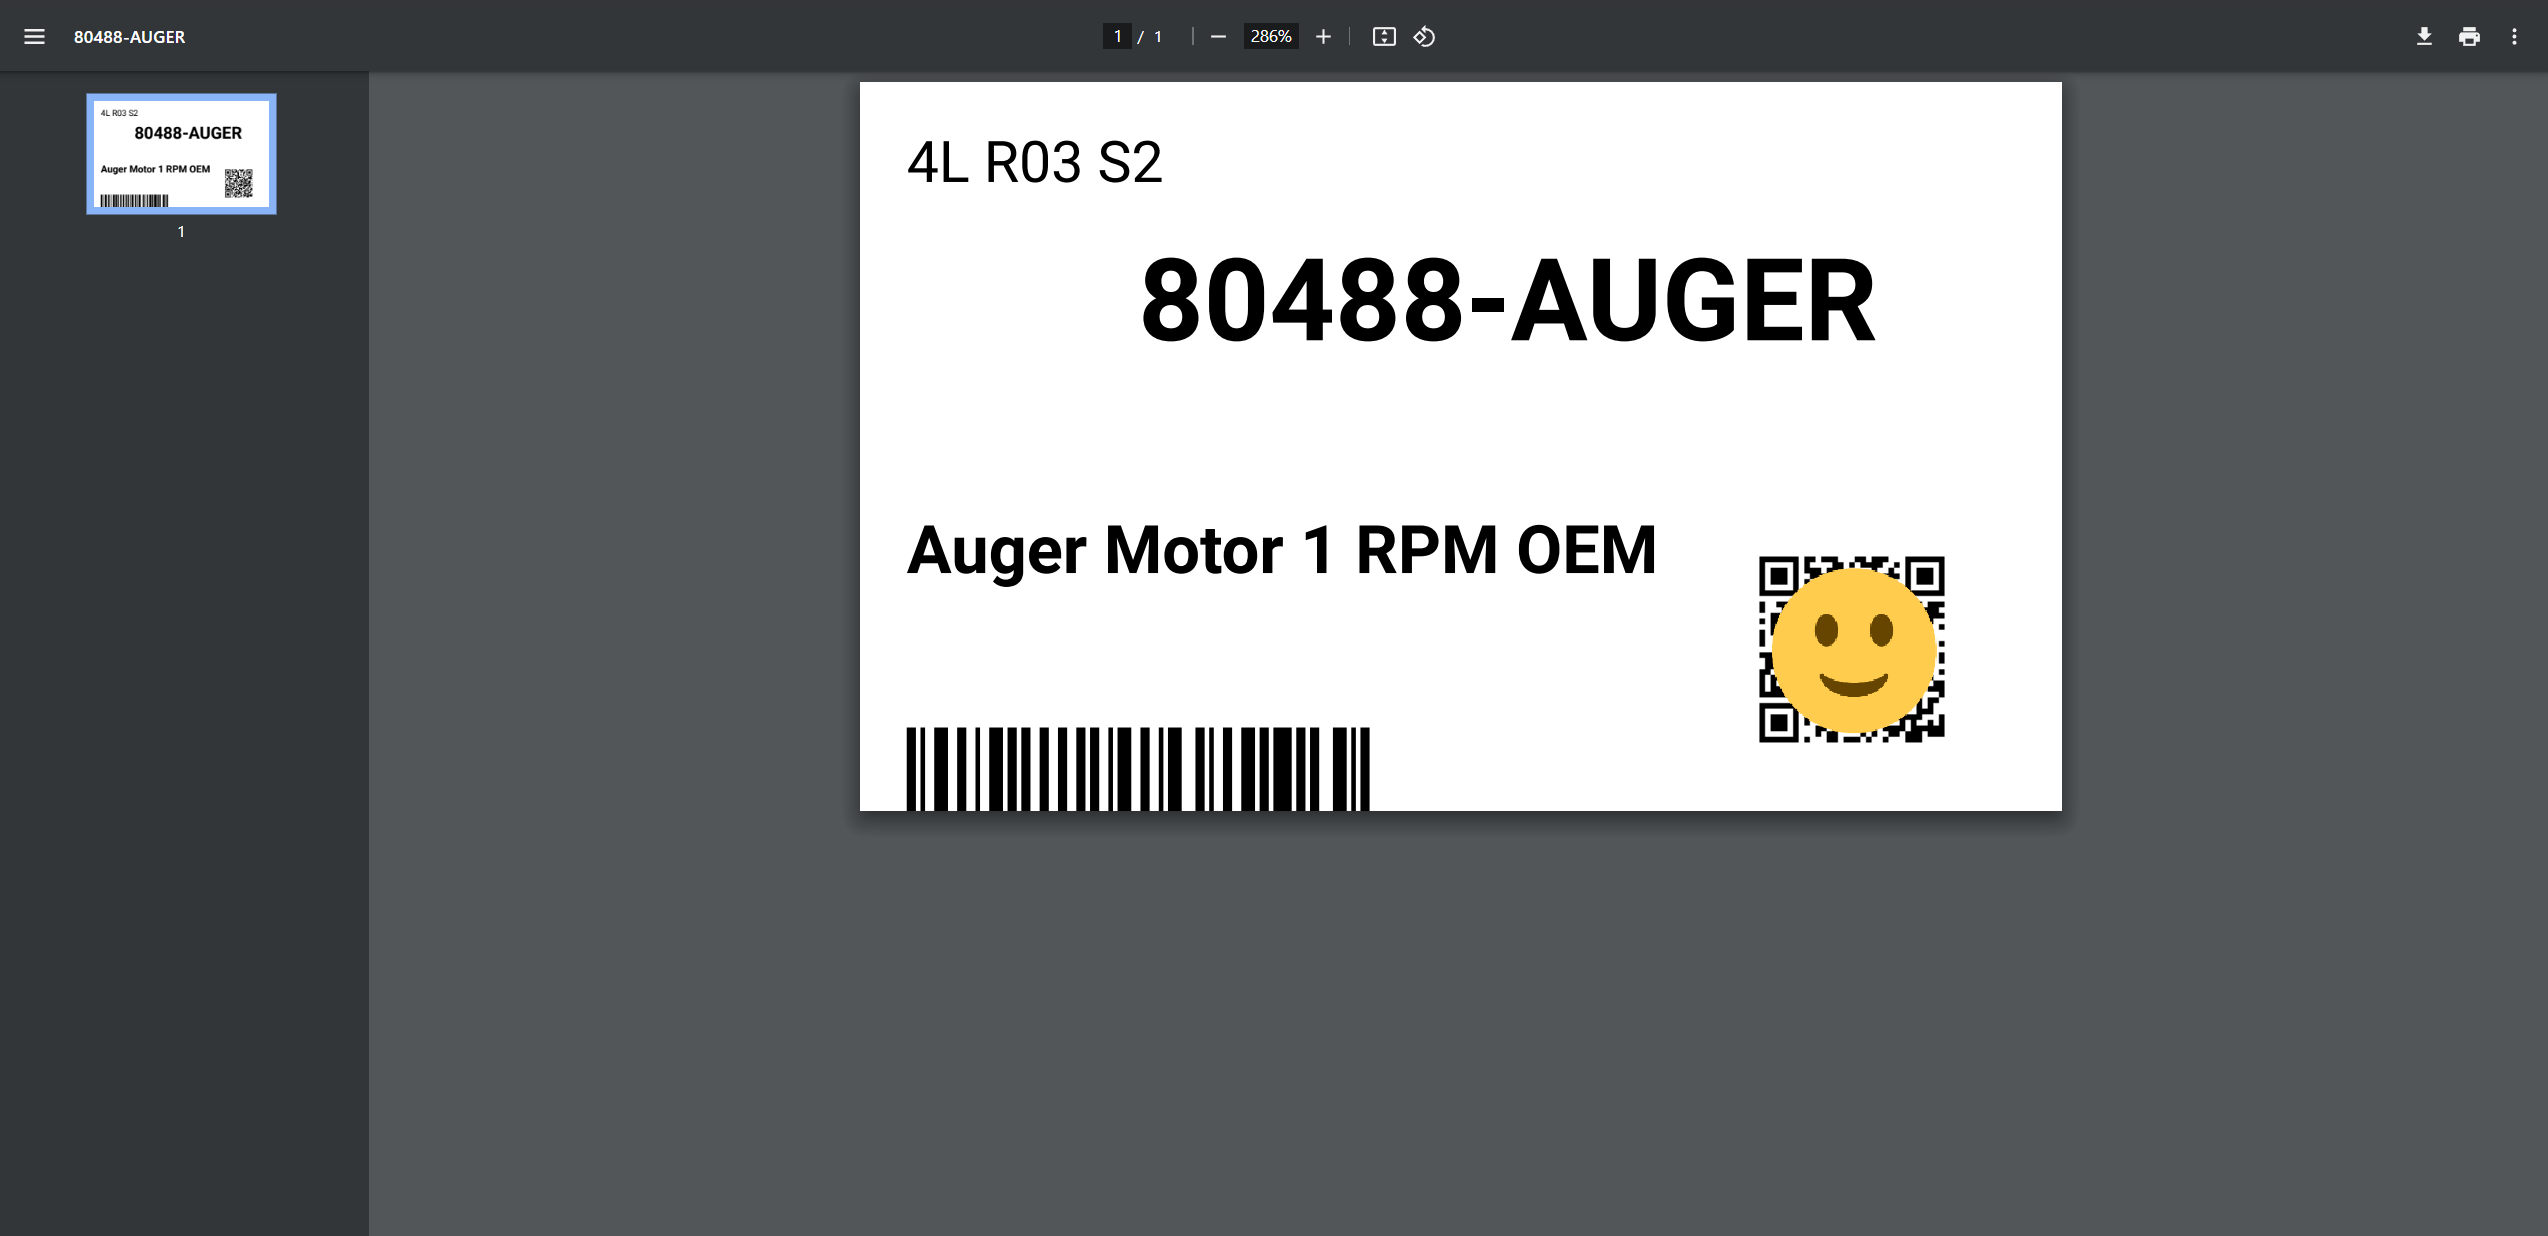 80488-AUGER
1 / 1
286%
4L R03 S2
80488-AUGER
Auger Motor 1 RPM OEM
1
4L R03 S2
80488-AUGER
Auger Motor 1 RPM OEM